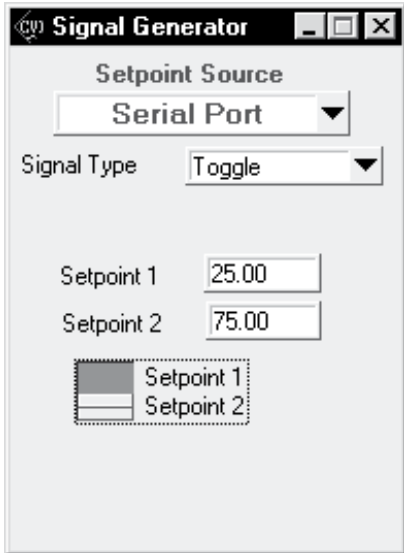 CVI Signal Generator
Setpoint Source
Serial Port
Signal Type Toggle
Setpoint 1 25.00
Setpoint 2 75.00
Setpoint 1
Setpoint 2